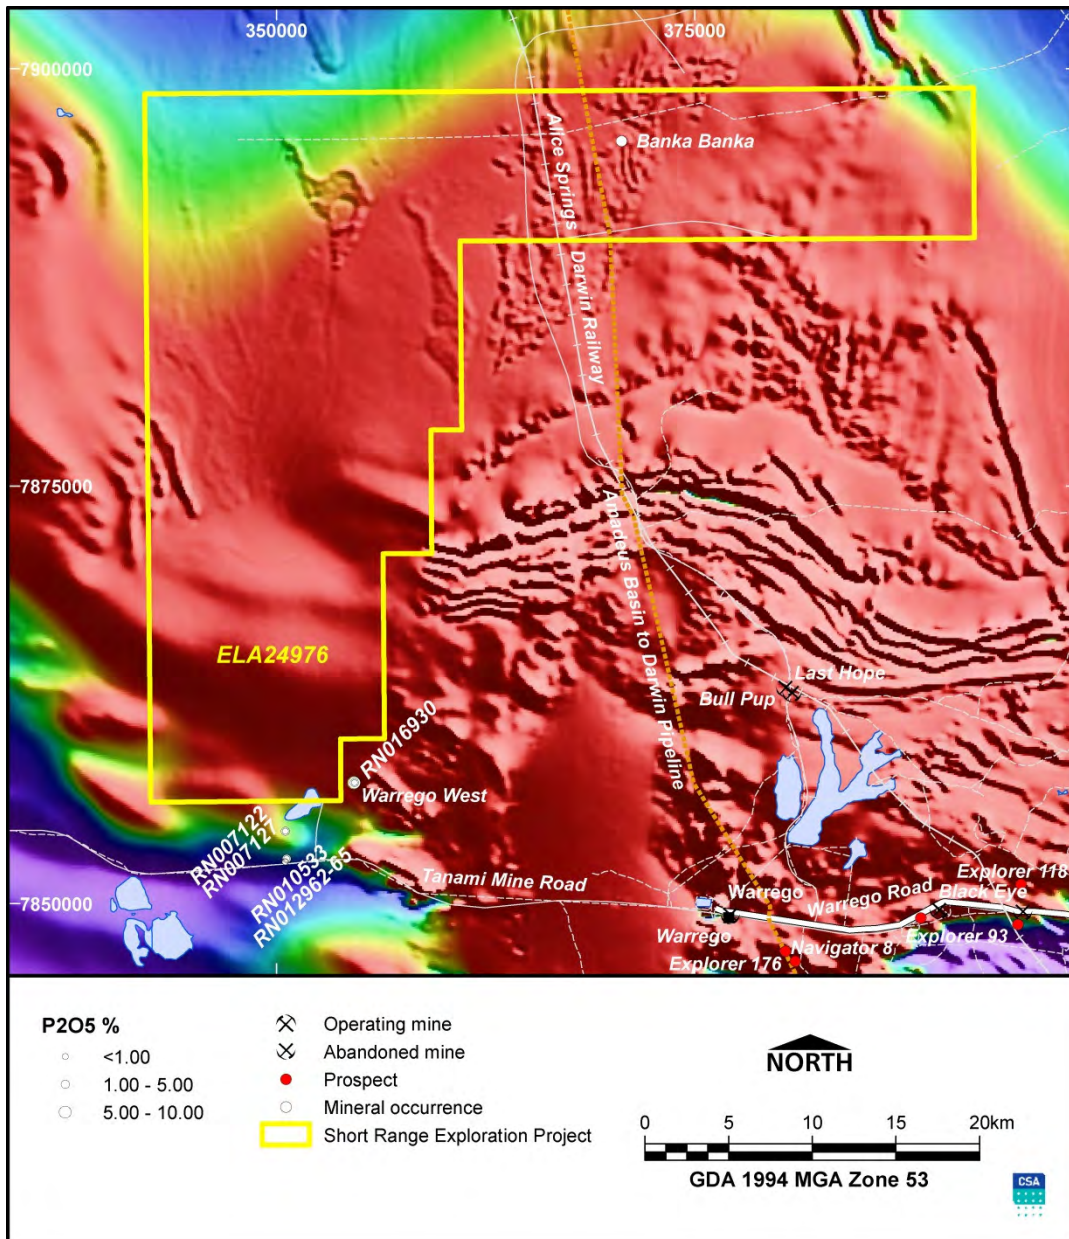 350000
375000
7900000
Banka Banka
Alice Springs
Darwin Railway
7875000
Amadeus Basin to Darwin Pipeline
ELA24976
Last Hope
Bull Pup
RN016930
Warrego West
RN007122
RN007127
RN010533
RN012962-65
Tanami Mine Road
7850000
Warrego
Warrego Road
Explorer 118
Black Eye
Warrego
Navigator 8
Explorer 93
Explorer 176
P2O5 %
<1.00
1.00 - 5.00
5.00 - 10.00
Operating mine
Abandoned mine
Prospect
Mineral occurrence
Short Range Exploration Project
NORTH
0 5 10 15 20km
GDA 1994 MGA Zone 53
CSA